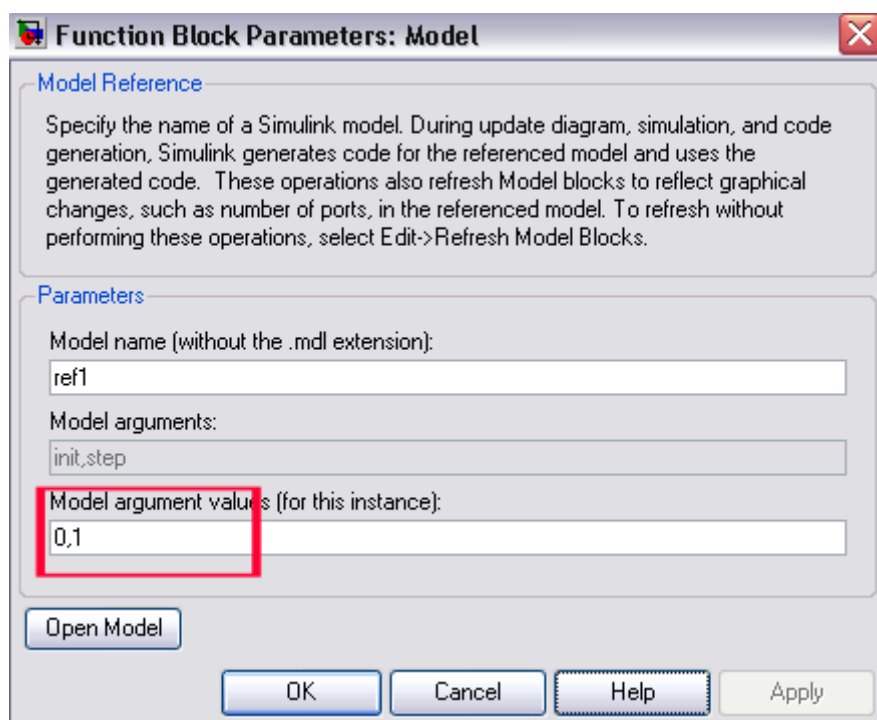 Function Block Parameters: Model
Model Reference
Specify the name of a Simulink model. During update diagram, simulation, and code
generation, Simulink generates code for the referenced model and uses the
generated code. These operations also refresh Model blocks to reflect graphical
changes, such as number of ports, in the referenced model. To refresh without
performing these operations, select Edit->Refresh Model Blocks.
Parameters
Model name (without the .mdl extension):
ref1
Model arguments:
init,step
Model argument values (for this instance):
0,1
Open Model
OK Cancel Help Apply